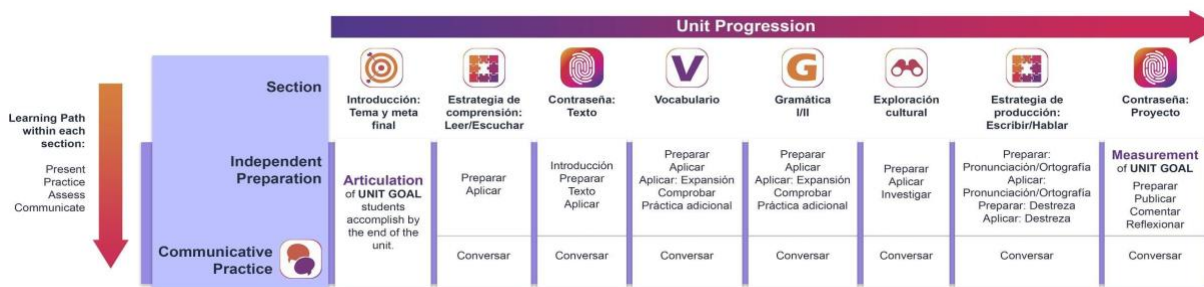 Unit Progression
Learning Path
within each
section:
Present
Practice
Assess
Communicate
Section
Independent
Preparation
Communicative
Practice
Introducción:
Tema y meta
final
Articulation
of UNIT GOAL
students
accomplish by
the end of the
unit.
Estrategia de
comprensión:
Leer/Escuchar
Preparar
Aplicar
Conversar
Contraseña:
Texto
Introducción
Preparar
Texto
Aplicar
Conversar
V
Vocabulario
Preparar
Aplicar
Aplicar: Expansión
Comprobar
Práctica adicional
Conversar
G
Gramática
I/II
Preparar
Aplicar
Aplicar: Expansión
Comprobar
Práctica adicional
Conversar
Exploración
cultural
Preparar
Aplicar
Investigar
Conversar
Estrategia de
producción:
Escribir/Hablar
Preparar:
Pronunciación/Ortografía
Aplicar:
Pronunciación/Ortografía
Preparar: Destreza
Aplicar: Destreza
Conversar
Contraseña:
Proyecto
Measurement
of UNIT GOAL
Preparar
Publicar
Comentar
Reflexionar
Conversar